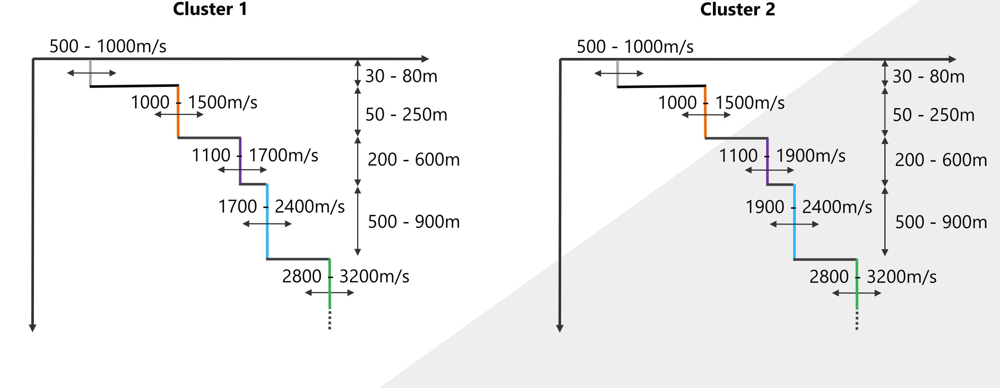 Cluster 1
500 - 1000m/s
30 - 80m
1000 - 1500m/s
50 - 250m
1100 - 1700m/s
200 - 600m
1700 - 2400m/s
500 - 900m
2800 - 3200m/s
Cluster 2
500 - 1000m/s
30 - 80m
1000 - 1500m/s
50 - 250m
1100 - 1900m/s
200 - 600m
1900 - 2400m/s
500 - 900m
2800 - 3200m/s